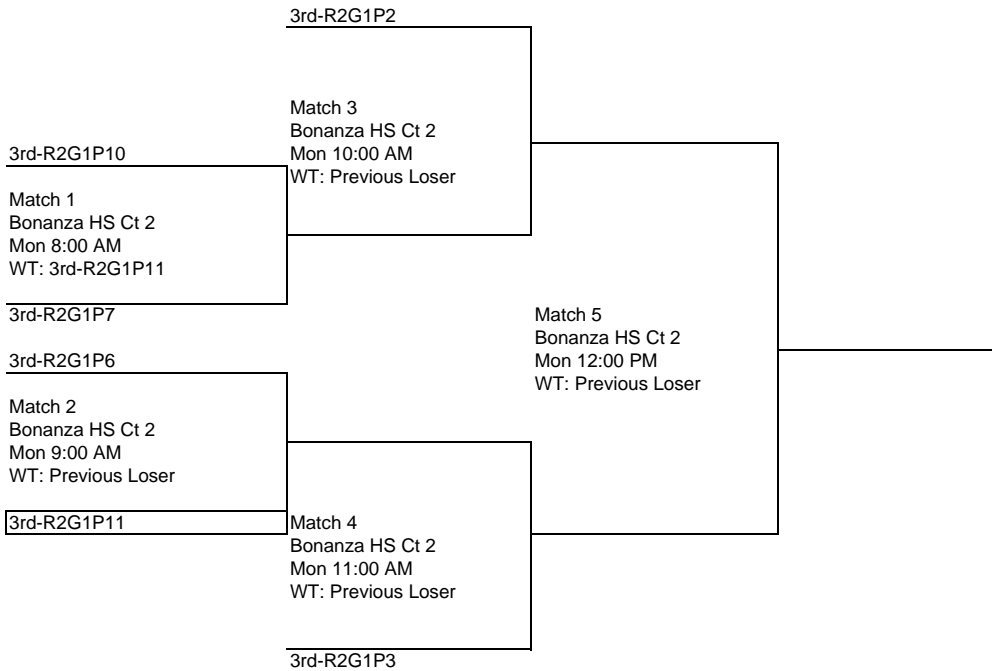 3rd-R2G1P2
Match 3
Bonanza HS Ct 2
Mon 10:00 AM
WT: Previous Loser
3rd-R2G1P10
Match 1
Bonanza HS Ct 2
Mon 8:00 AM
WT: 3rd-R2G1P11
3rd-R2G1P7
Match 5
Bonanza HS Ct 2
Mon 12:00 PM
WT: Previous Loser
3rd-R2G1P6
Match 2
Bonanza HS Ct 2
Mon 9:00 AM
WT: Previous Loser
3rd-R2G1P11
Match 4
Bonanza HS Ct 2
Mon 11:00 AM
WT: Previous Loser
3rd-R2G1P3